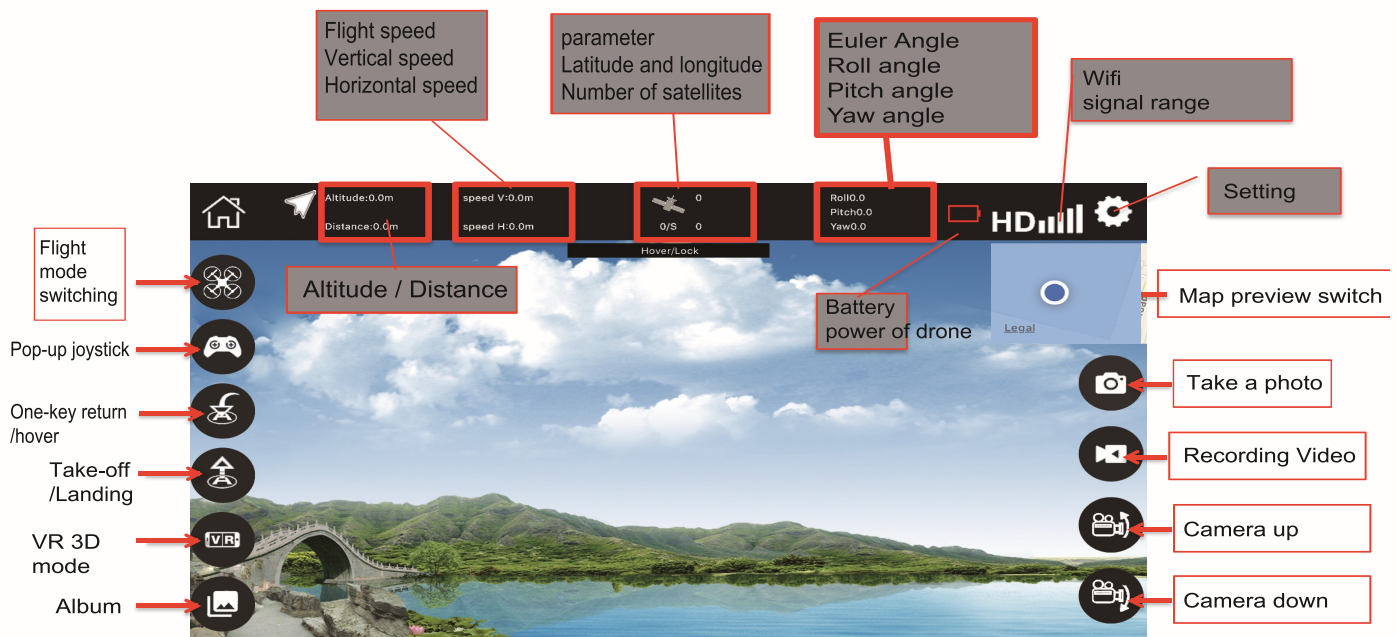 Flight speed
Vertical speed
Horizontal speed
parameter
Latitude and longitude
Number of satellites
Euler Angle
Roll angle
Pitch angle
Yaw angle
Wifi
signal range
Setting
Altitude:0.0m
Distance:0.0m
speed V:0.0m
speed H:0.0m
0
0/S 0
Roll0.0
Pitch0.0
Yaw0.0
HD
Hover/Lock
Flight
mode
switching
Altitude / Distance
Battery
power of drone
Legal
Map preview switch
Pop-up joystick
Take a photo
One-key return
/hover
Recording Video
Take-off
/Landing
VR 3D
mode
VR
Camera up
Album
Camera down